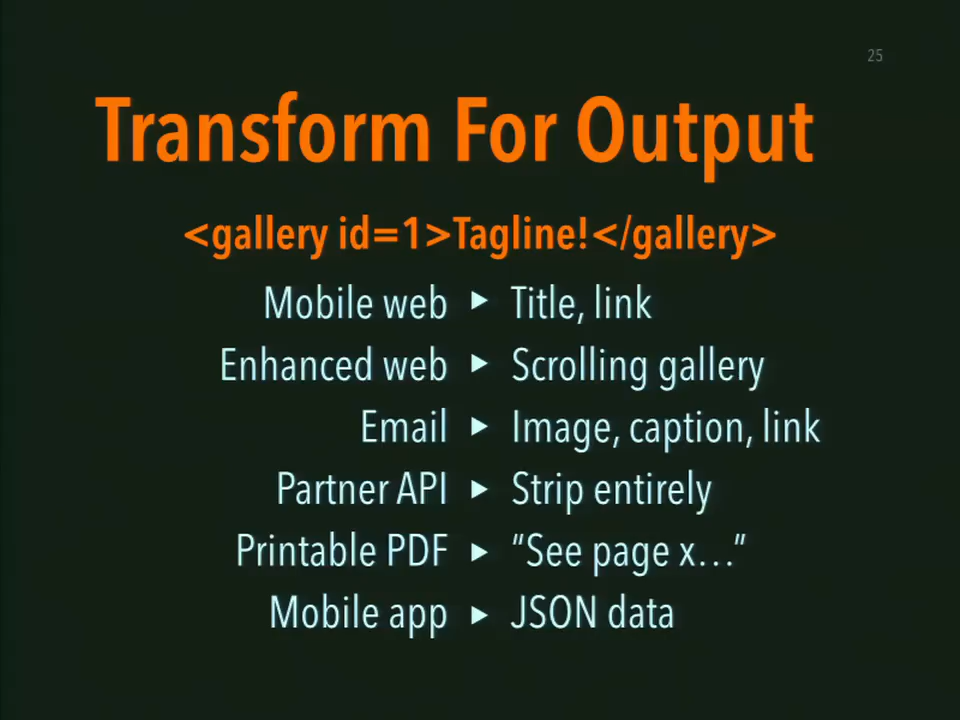 25
Transform For Output
<gallery id=1>Tagline!</gallery>
Mobile web ▸ Title, link
Enhanced web ▸ Scrolling gallery
Email ▸ Image, caption, link
Partner API ▸ Strip entirely
Printable PDF ▸ “See page x…”
Mobile app ▸ JSON data